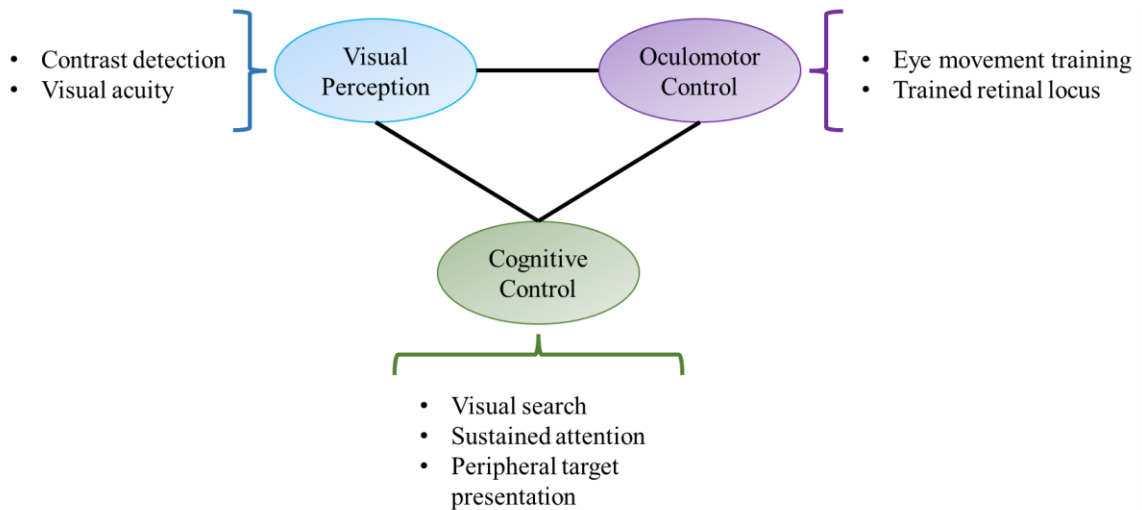 • Contrast detection
• Visual acuity
Visual
Perception
Oculomotor
Control
• Eye movement training
• Trained retinal locus
Cognitive
Control
• Visual search
• Sustained attention
• Peripheral target
presentation